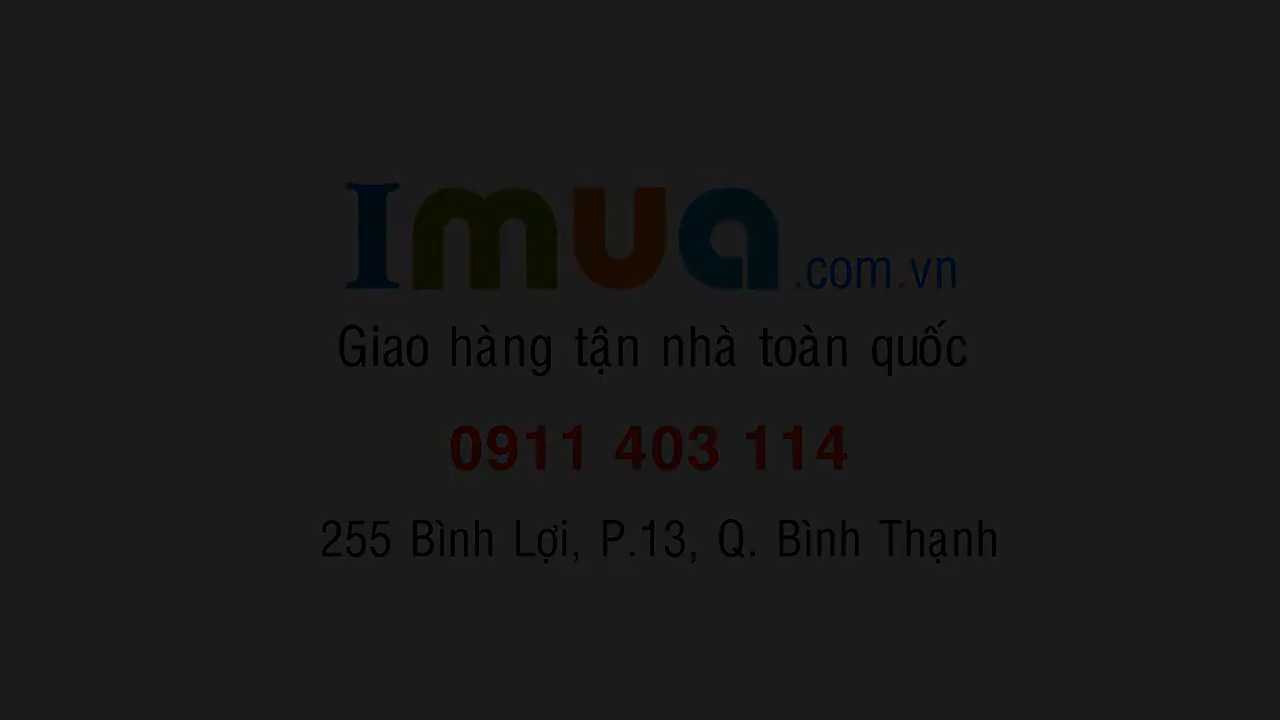 Imua.com.vn
Giao hàng tận nhà toàn quốc
0911 403 114
255 Bình Lợi, P.13, Q. Bình Thạnh